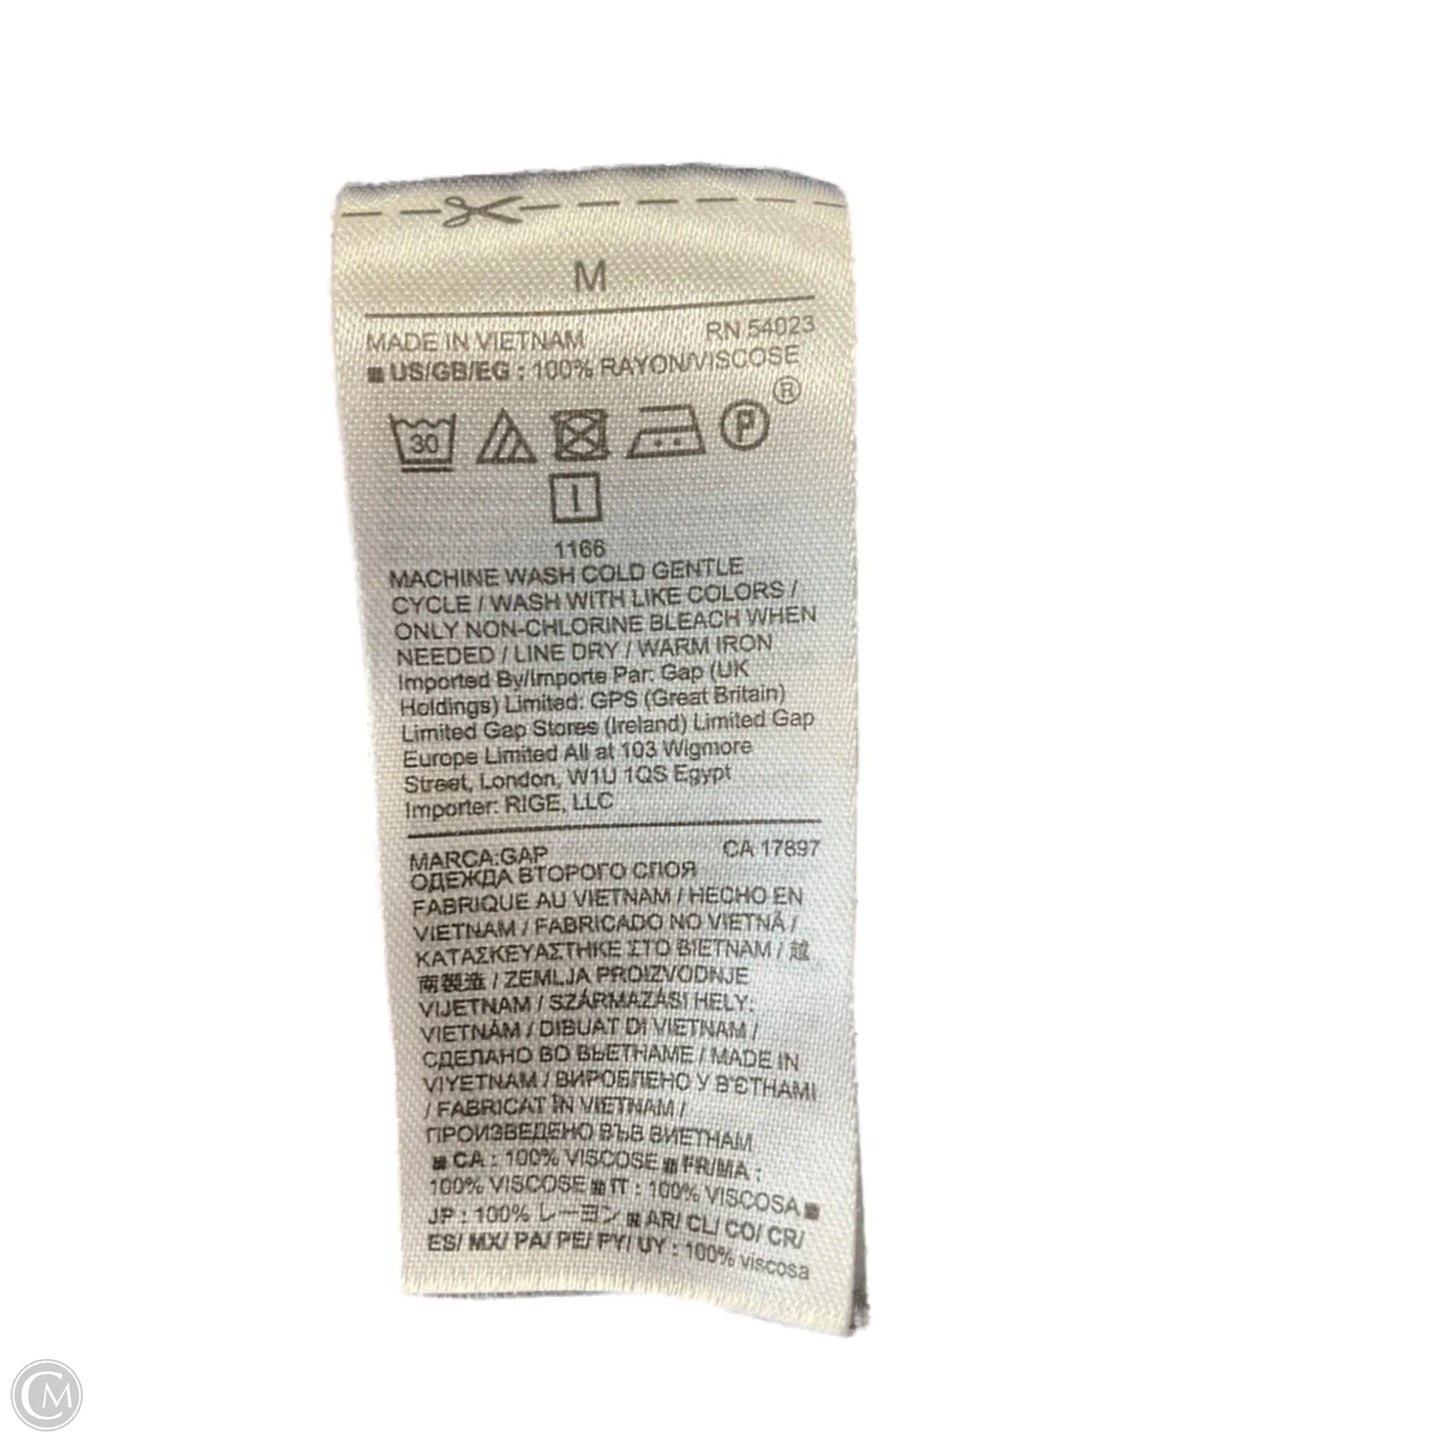 M
MADE IN VIETNAM RN 54023
US/GB/EG : 100% RAYON/VISCOSE
30 P ®
1166
MACHINE WASH COLD GENTLE
CYCLE / WASH WITH LIKE COLORS /
ONLY NON-CHLORINE BLEACH WHEN
NEEDED / LINE DRY / WARM IRON
Imported By/Importe Par: Gap (UK
Holdings) Limited: GPS (Great Britain)
Limited Gap Stores (Ireland) Limited Gap
Europe Limited All at 103 Wigmore
Street, London, W1U 1QS Egypt
Importer: RIGE, LLC
MARCA:GAP CA 17897
ОДЕЖДА ВТОРОГО СЛОЯ
FABRIQUE AU VIETNAM / HECHO EN
VIETNAM / FABRICADO NO VIETNÁ /
ΚΑΤΑΣΚΕΥΑΣΤΗΚΕ ΣΤΟ ΒΙΕΤΝΑΜ / 越
南製造 / ZEMLJA PROIZVODNJE
VIJETNAM / SZÁRMAZÁSI HELY:
VIETNÁM / DIBUAT DI VIETNAM /
СДЕЛАНО ВО ВЬЕТНАМЕ / MADE IN
VIYETNAM / ВИРОБЛЕНО У В'ЄТНАМІ
/ FABRICAT ÎN VIETNAM /
ПРОИЗВЕДЕНО ВЪВ ВИЕТНАМ
CA : 100% VISCOSE FR/MA :
100% VISCOSE IT : 100% VISCOSA
JP : 100% レーヨン AR/ CL/ CO/ CR/
ES/ MX/ PA/ PE/ PY/ UY : 100% viscosa
CM